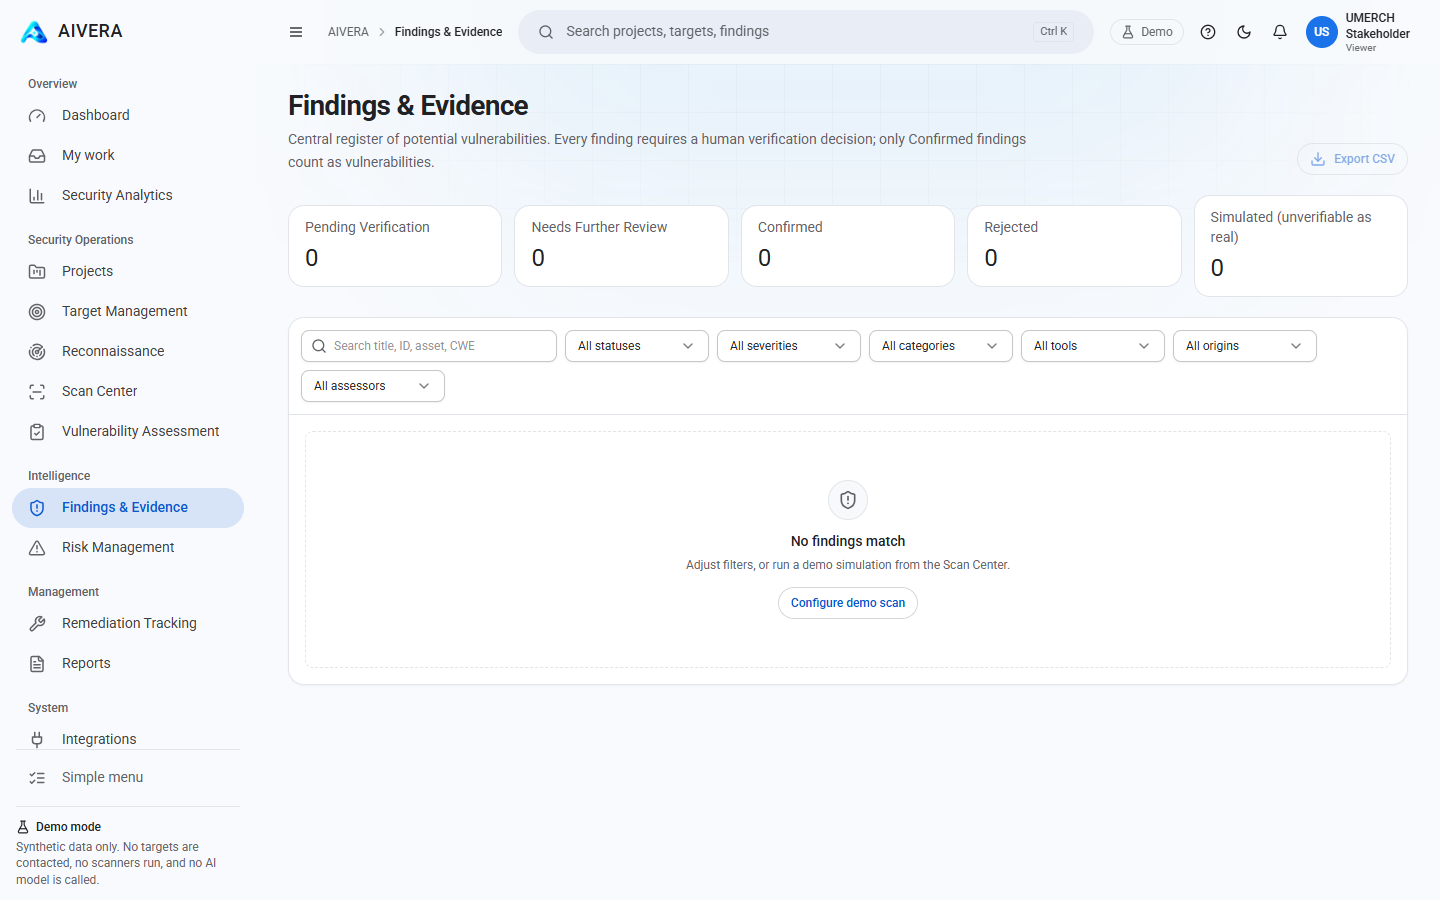 AIVERA
AIVERA > Findings & Evidence
Search projects, targets, findings
Ctrl K
Demo
US
UMERCH
Stakeholder
Viewer
Overview
Dashboard
My work
Security Analytics
Security Operations
Projects
Target Management
Reconnaissance
Scan Center
Vulnerability Assessment
Intelligence
Findings & Evidence
Risk Management
Management
Remediation Tracking
Reports
System
Integrations
Simple menu
Demo mode
Synthetic data only. No targets are
contacted, no scanners run, and no AI
model is called.
Findings & Evidence
Central register of potential vulnerabilities. Every finding requires a human verification decision; only Confirmed findings
count as vulnerabilities.
Export CSV
Pending Verification
0
Needs Further Review
0
Confirmed
0
Rejected
0
Simulated (unverifiable as
real)
0
Search title, ID, asset, CWE
All statuses
All severities
All categories
All tools
All origins
All assessors
No findings match
Adjust filters, or run a demo simulation from the Scan Center.
Configure demo scan